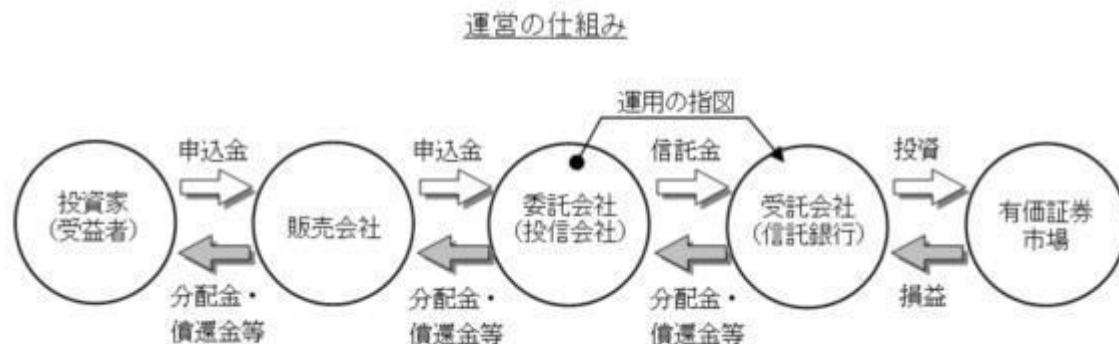 運営の仕組み
運用の指図
申込金
申込金
信託金
投資
投資家
(受益者)
販売会社
委託会社
(投信会社)
受託会社
(信託銀行)
有価証券
市場
分配金・
償還金等
分配金・
償還金等
分配金・
償還金等
損益